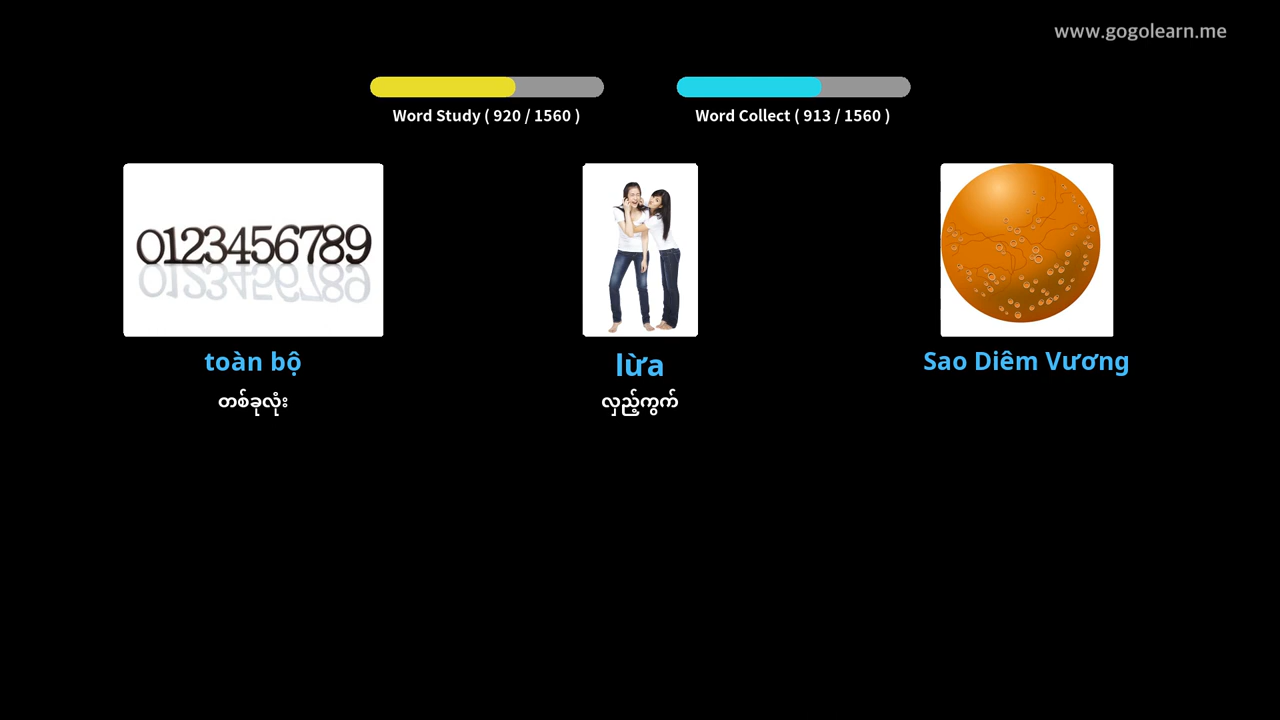 www.gogolearn.me
Word Study ( 920 / 1560 )
Word Collect ( 913 / 1560 )
0123456789
toàn bộ
တစ်ခုလုံး
lừa
လှည့်ကွက်
Sao Diêm Vương